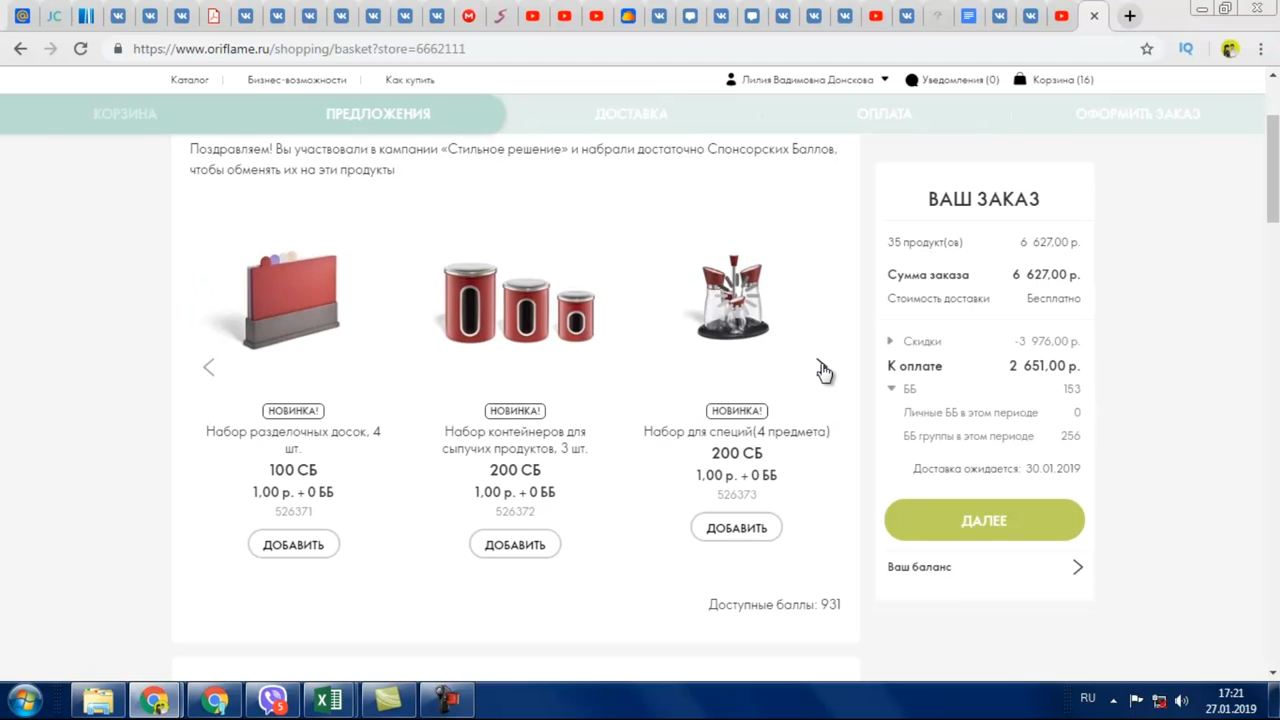 https://www.oriflame.ru/shopping/basket?store=6662111
Каталог
Бизнес-возможности
Как купить
Лилия Вадимовна Донскова
Уведомления (0)
Корзина (16)
КОРЗИНА
ПРЕДЛОЖЕНИЯ
ДОСТАВКА
ОПЛАТА
ОФОРМИТЬ ЗАКАЗ
Поздравляем! Вы участвовали в кампании «Стильное решение» и набрали достаточно Спонсорских Баллов,
чтобы обменять их на эти продукты
НОВИНКА!
Набор разделочных досок, 4
шт.
100 СБ
1,00 р. + 0 ББ
526371
ДОБАВИТЬ
НОВИНКА!
Набор контейнеров для
сыпучих продуктов, 3 шт.
200 СБ
1,00 р. + 0 ББ
526372
ДОБАВИТЬ
НОВИНКА!
Набор для специй(4 предмета)
200 СБ
1,00 р. + 0 ББ
526373
ДОБАВИТЬ
Доступные баллы: 931
ВАШ ЗАКАЗ
35 продукт(ов) 6 627,00 р.
Сумма заказа 6 627,00 р.
Стоимость доставки Бесплатно
Скидки -3 976,00 р.
К оплате 2 651,00 р.
ББ 153
Личные ББ в этом периоде 0
ББ группы в этом периоде 256
Доставка ожидается: 30.01.2019
ДАЛЕЕ
Ваш баланс
RU
17:21
27.01.2019